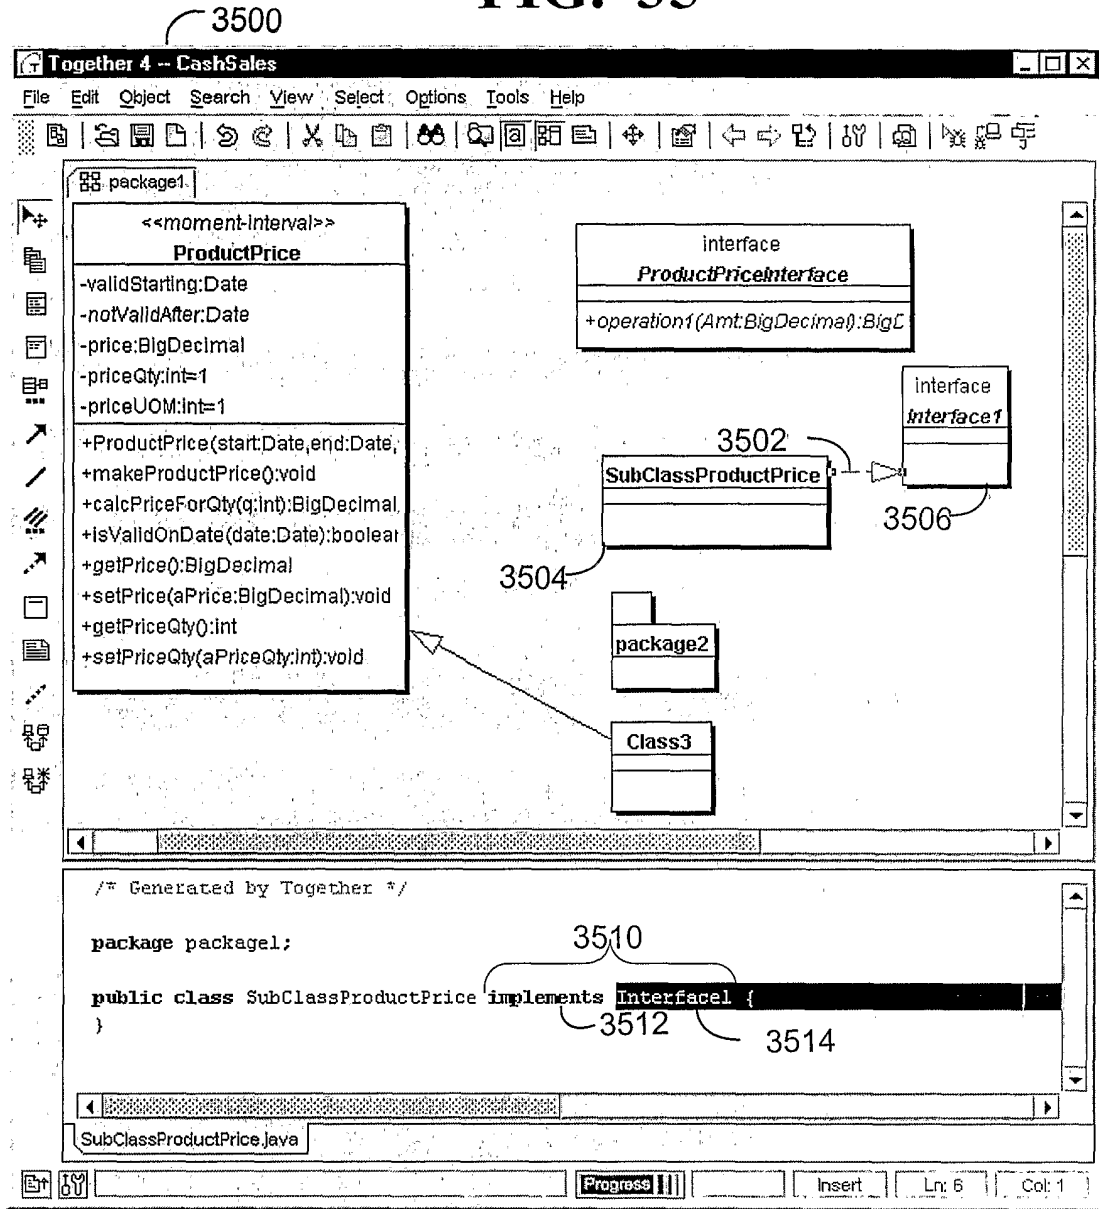 FIG. 35
3500
Together 4 -- CashSales
File Edit Object Search View Select Options Tools Help
package1
<<moment-interval>>
ProductPrice
-validStarting:Date
-notValidAfter:Date
-price:BigDecimal
-priceQty:int=1
-priceUOM:int=1
+ProductPrice(start:Date,end:Date,
+makeProductPrice():void
+calcPriceForQty(q:int):BigDecimal
+isValidOnDate(date:Date):boolear
+getPrice():BigDecimal
+setPrice(aPrice:BigDecimal):void
+getPriceQty():int
+setPriceQty(aPriceQty:int):void
interface
ProductPriceInterface
+operation1(Amt:BigDecimal):BigD
interface
Interface1
3502
SubClassProductPrice
3506
3504
package2
Class3
/* Generated by Together */
package package1;
3510
public class SubClassProductPrice implements Interface1 {
}
3512
3514
SubClassProductPrice.java
Progress
Insert
Ln: 6
Col: 1